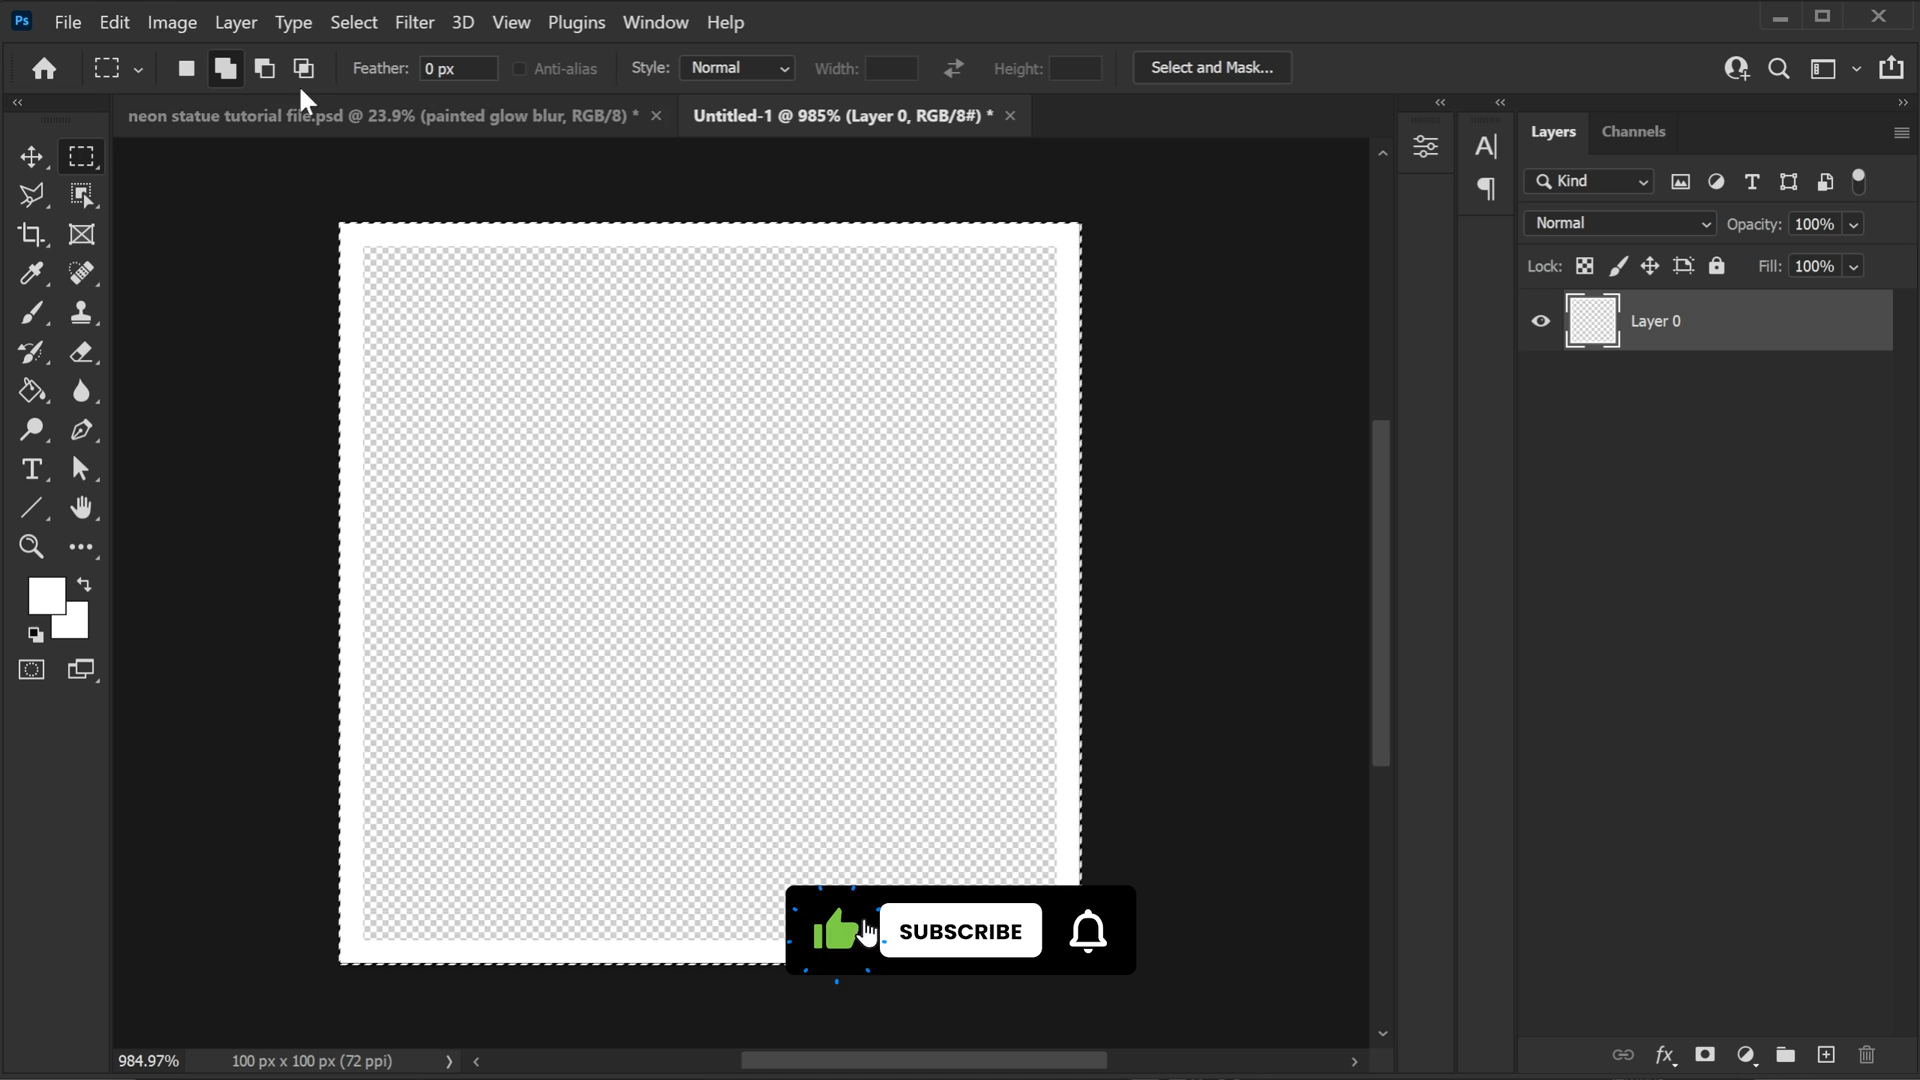 Ps File Edit Image Layer Type Select Filter 3D View Plugins Window Help
Feather: 0 px Anti-alias Style: Normal Width: Height: Select and Mask...
neon statue tutorial file.psd @ 23.9% (painted glow blur, RGB/8) * Untitled-1 @ 985% (Layer 0, RGB/8#) *
Layers Channels
Kind
Normal Opacity: 100%
Lock: Fill: 100%
Layer 0
SUBSCRIBE
984.97% 100 px x 100 px (72 ppi)